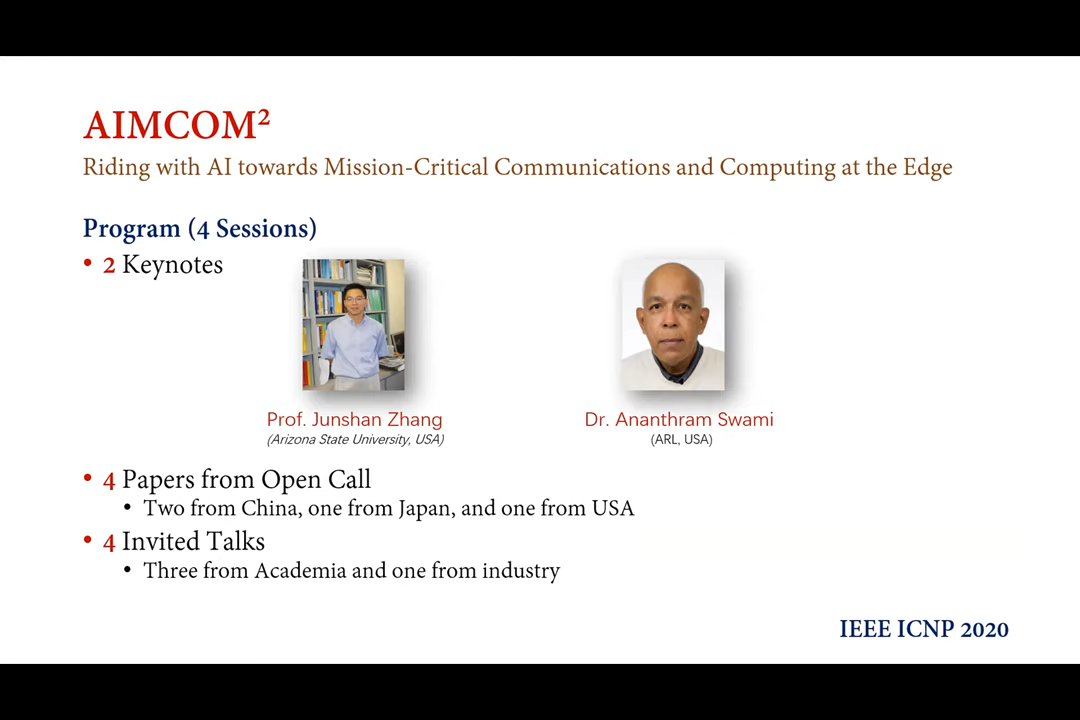 AIMCOM²
Riding with AI towards Mission-Critical Communications and Computing at the Edge
Program (4 Sessions)
• 2 Keynotes
Prof. Junshan Zhang
(Arizona State University, USA)
Dr. Ananthram Swami
(ARL, USA)
• 4 Papers from Open Call
• Two from China, one from Japan, and one from USA
• 4 Invited Talks
• Three from Academia and one from industry
IEEE ICNP 2020